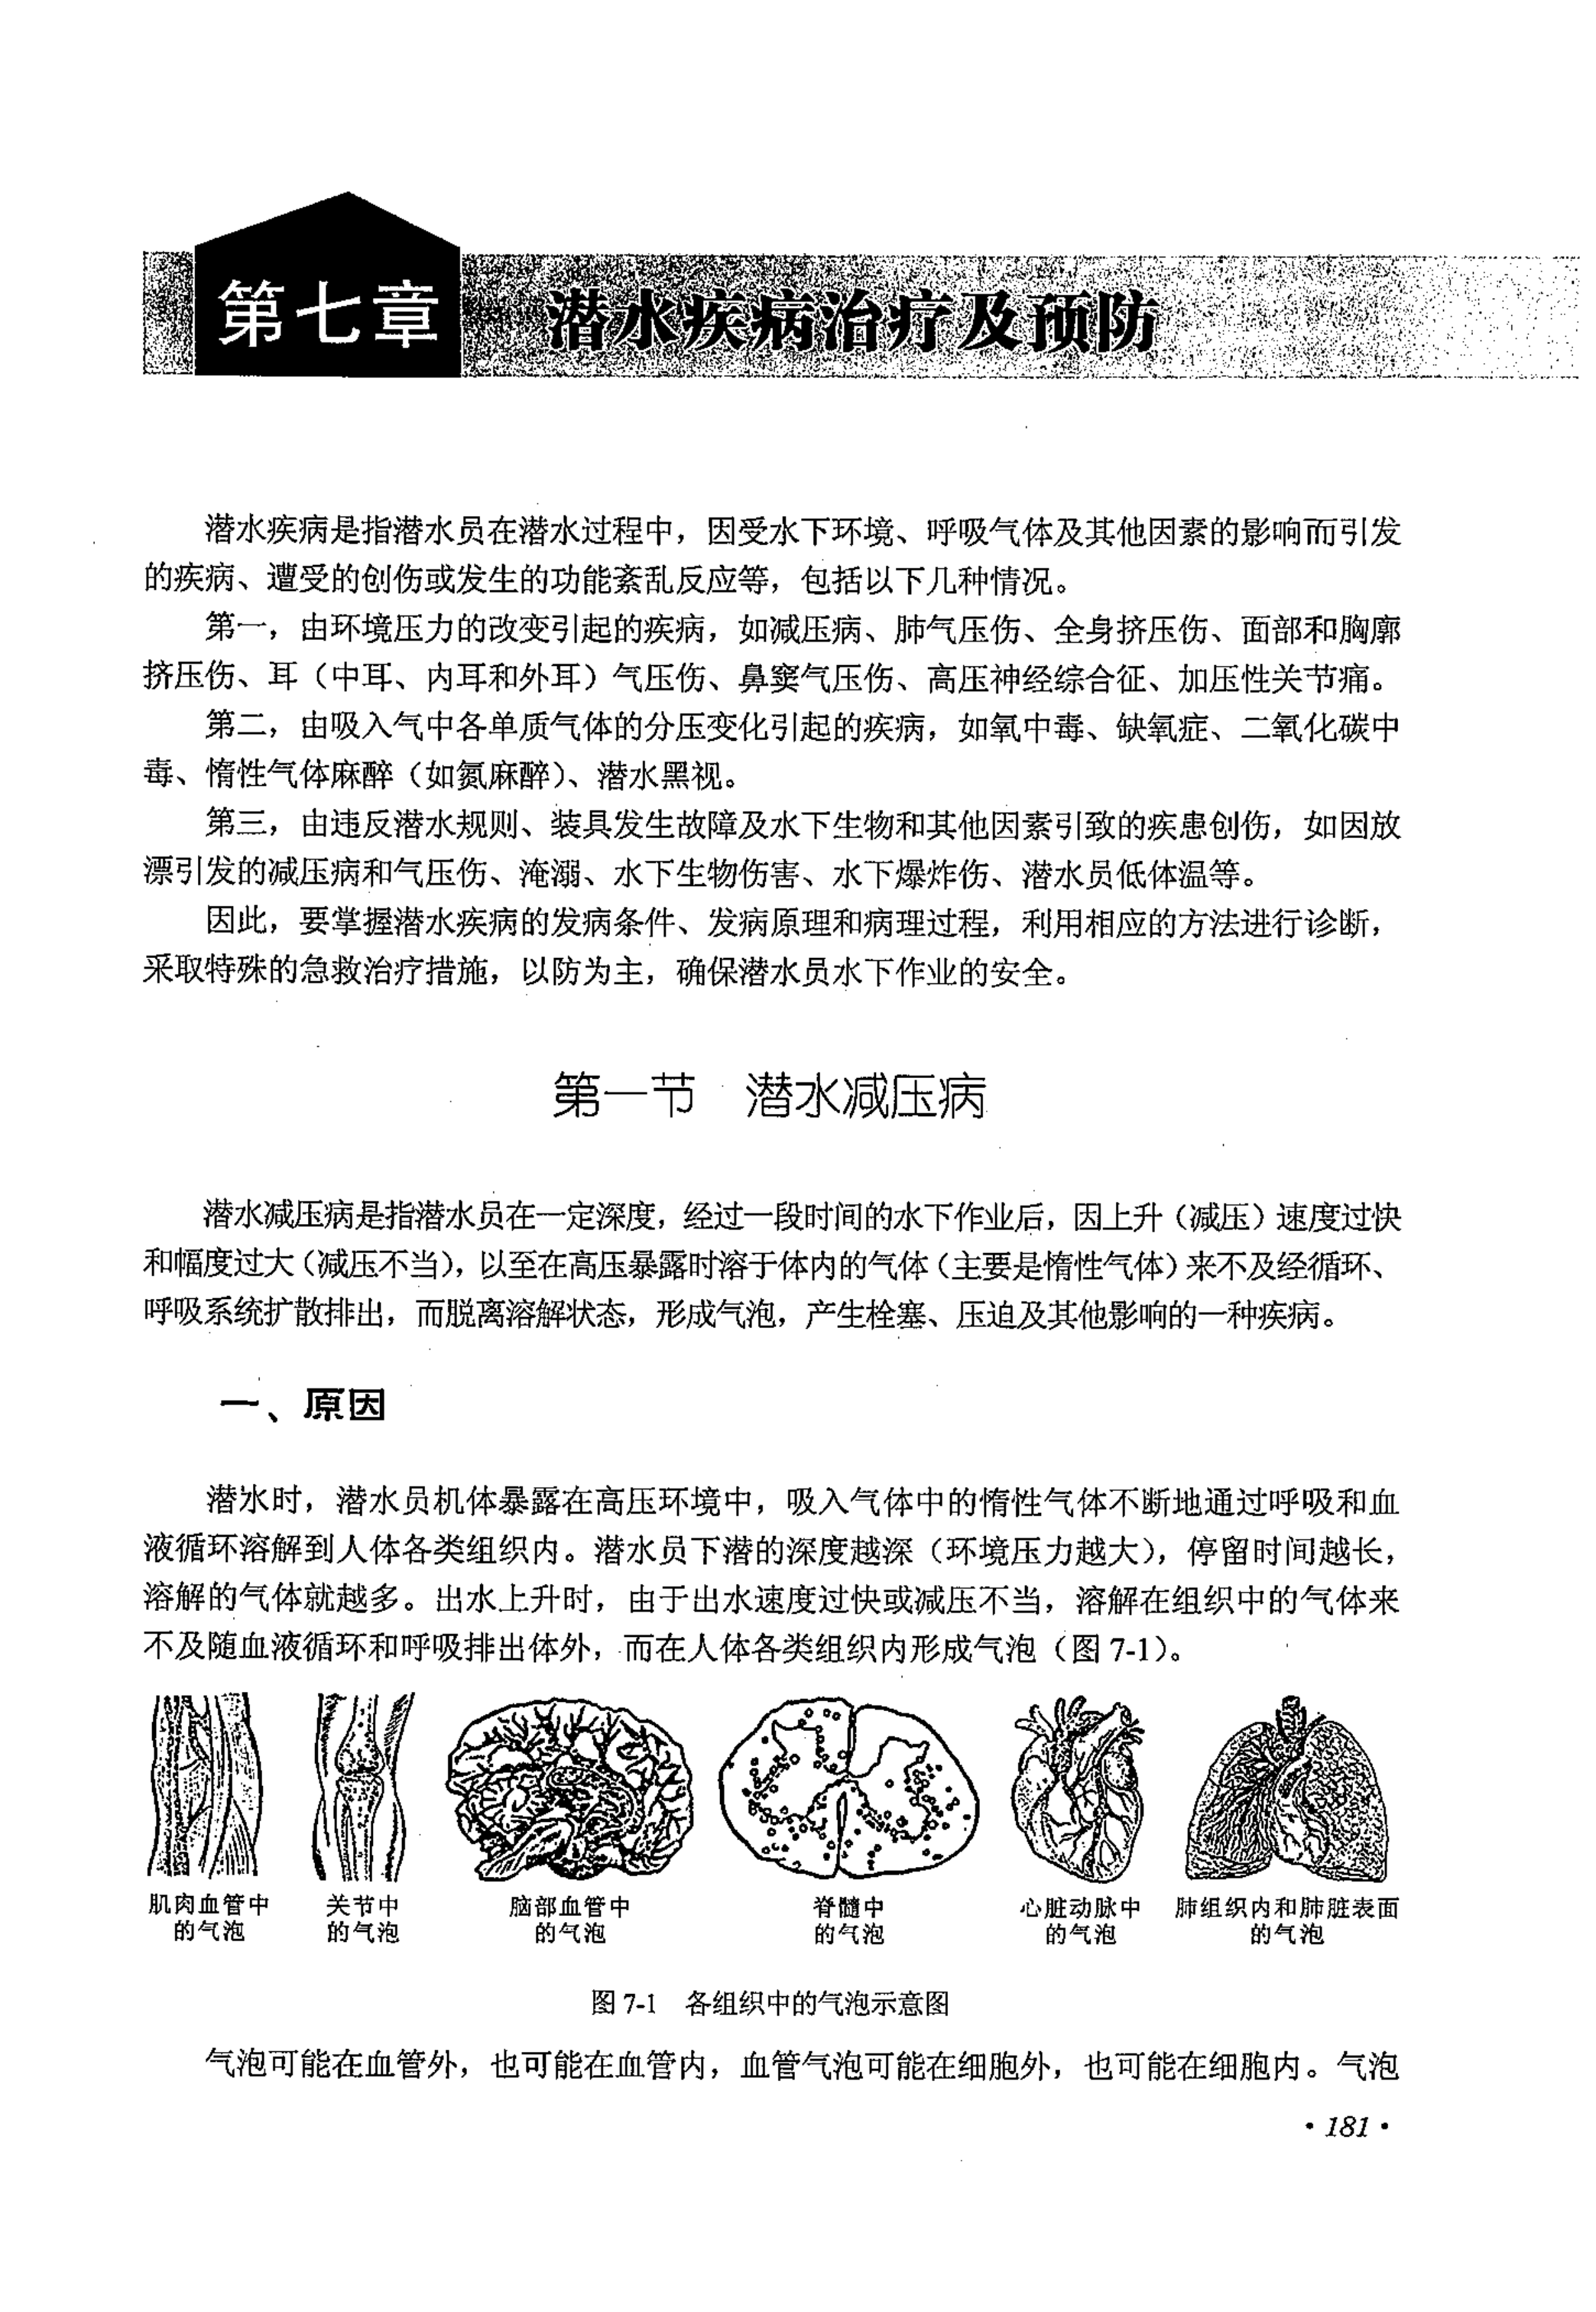 第七章 潜水疾病治疗及预防
潜水疾病是指潜水员在潜水过程中，因受水下环境、呼吸气体及其他因素的影响而引发
的疾病、遭受的创伤或发生的功能紊乱反应等，包括以下几种情况。
第一，由环境压力的改变引起的疾病，如减压病、肺气压伤、全身挤压伤、面部和胸廓
挤压伤、耳（中耳、内耳和外耳）气压伤、鼻窦气压伤、高压神经综合征、加压性关节痛。
第二，由吸入气中各单质气体的分压变化引起的疾病，如氧中毒、缺氧症、二氧化碳中
毒、惰性气体麻醉（如氮麻醉）、潜水黑视。
第三，由违反潜水规则、装具发生故障及水下生物和其他因素引致的疾患创伤，如因放
漂引发的减压病和气压伤、淹溺、水下生物伤害、水下爆炸伤、潜水员低体温等。
因此，要掌握潜水疾病的发病条件、发病原理和病理过程，利用相应的方法进行诊断，
采取特殊的急救治疗措施，以防为主，确保潜水员水下作业的安全。
第一节 潜水减压病
潜水减压病是指潜水员在一定深度，经过一段时间的水下作业后，因上升（减压）速度过快
和幅度过大（减压不当），以至在高压暴露时溶于体内的气体（主要是惰性气体）来不及经循环、
呼吸系统扩散排出，而脱离溶解状态，形成气泡，产生栓塞、压迫及其他影响的一种疾病。
一、原因
潜水时，潜水员机体暴露在高压环境中，吸入气体中的惰性气体不断地通过呼吸和血
液循环溶解到人体各类组织内。潜水员下潜的深度越深（环境压力越大），停留时间越长，
溶解的气体就越多。出水上升时，由于出水速度过快或减压不当，溶解在组织中的气体来
不及随血液循环和呼吸排出体外，而在人体各类组织内形成气泡（图 7-1）。
肌肉血管中
的气泡
关节中
的气泡
脑部血管中
的气泡
脊髓中
的气泡
心脏动脉中
的气泡
肺组织内和肺脏表面
的气泡
图 7-1 各组织中的气泡示意图
气泡可能在血管外，也可能在血管内，血管气泡可能在细胞外，也可能在细胞内。气泡
·181·